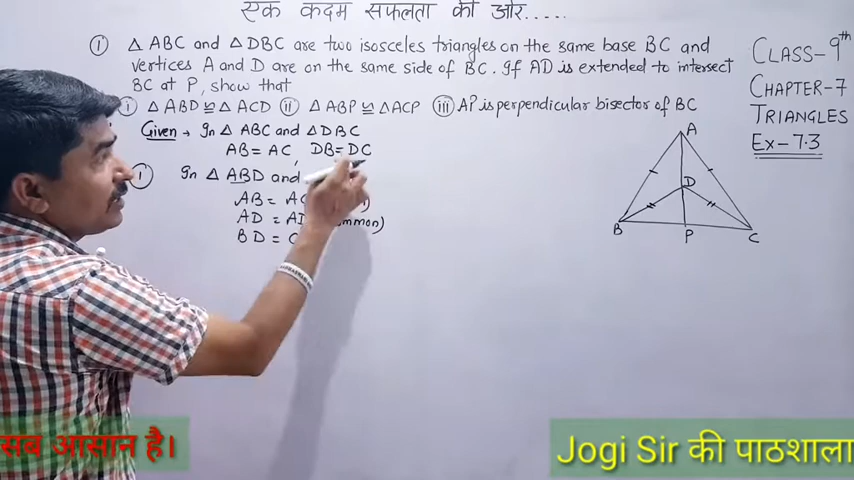 एक कदम सफलता की ओर.....
① △ ABC and △ DBC are two isosceles triangles on the same base BC and
vertices A and D are on the same side of BC. If AD is extended to intersect
BC at P, show that
ⓘ △ ABD ≅ △ ACD ⓘⓘ △ ABP ≅ △ ACP ⓘⓘⓘ AP is perpendicular bisector of BC
Given → In △ ABC and △ DBC
AB = AC, DB = DC
ⓘ In △ ABD and
AB = AC
AD = AD
BD =
CLASS - 9th
CHAPTER - 7
TRIANGLES
Ex - 7.3
A
D
B
P
C
सब आसान है।
Jogi Sir की पाठशाला